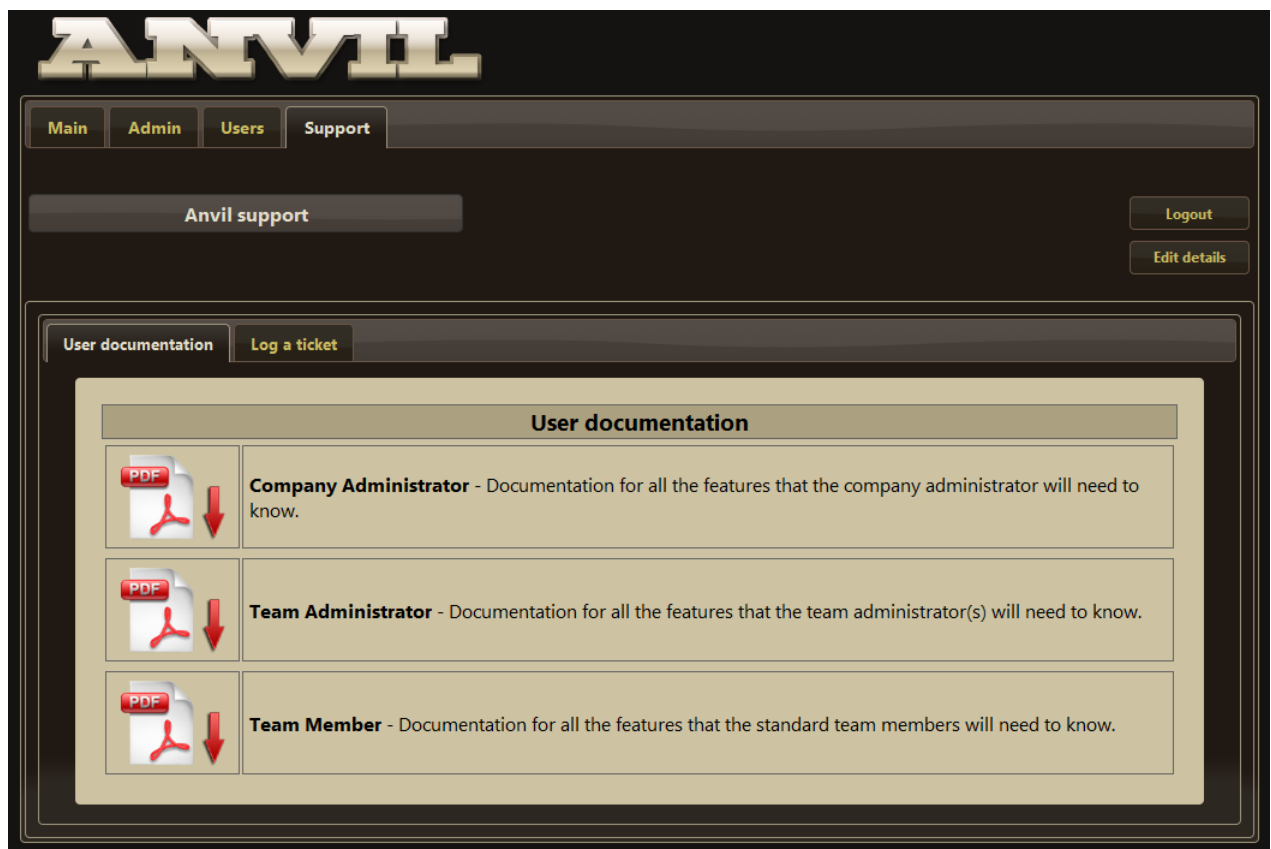 ANVIL
Main Admin Users Support
Anvil support
Logout
Edit details
User documentation Log a ticket
User documentation
PDF
Company Administrator - Documentation for all the features that the company administrator will need to
know.
PDF
Team Administrator - Documentation for all the features that the team administrator(s) will need to know.
PDF
Team Member - Documentation for all the features that the standard team members will need to know.